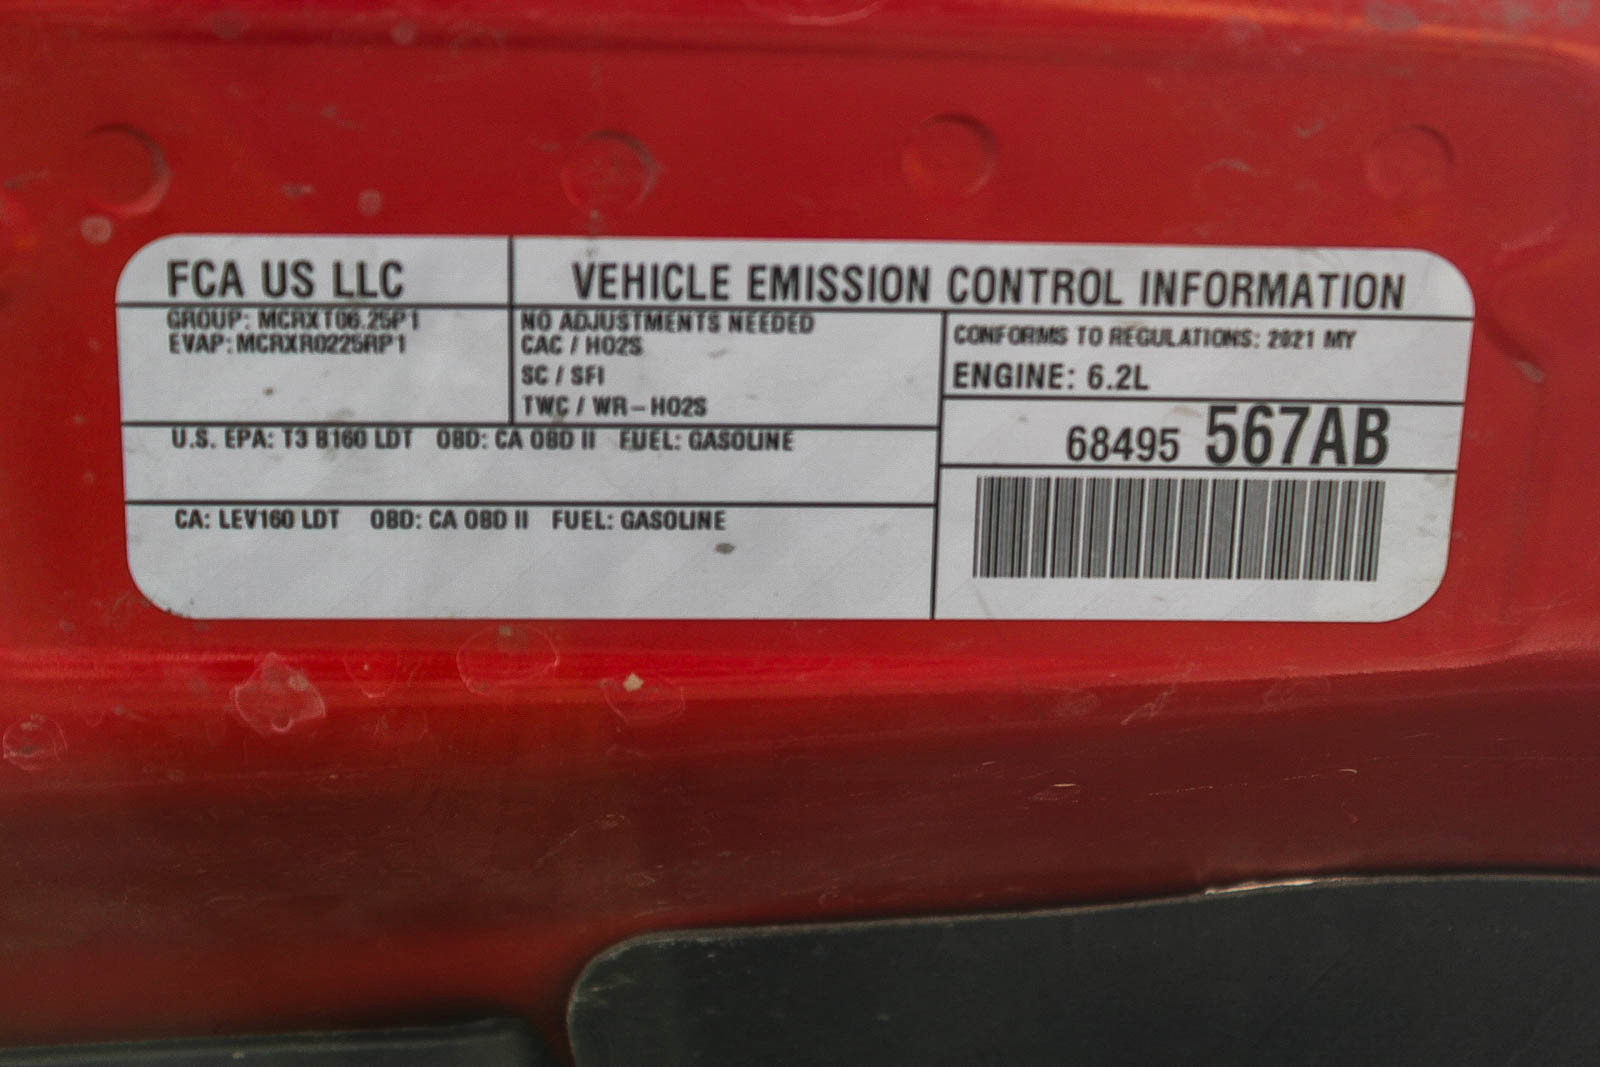 FCA US LLC
VEHICLE EMISSION CONTROL INFORMATION
GROUP: MCRXT06.25P1
EVAP: MCRXR0225RP1
NO ADJUSTMENTS NEEDED
CAC / HO2S
SC / SFI
TWC / WR-HO2S
CONFORMS TO REGULATIONS: 2021 MY
ENGINE: 6.2L
68495 567AB
U.S. EPA: T3 B160 LDT OBD: CA OBD II FUEL: GASOLINE
CA: LEV160 LDT OBD: CA OBD II FUEL: GASOLINE